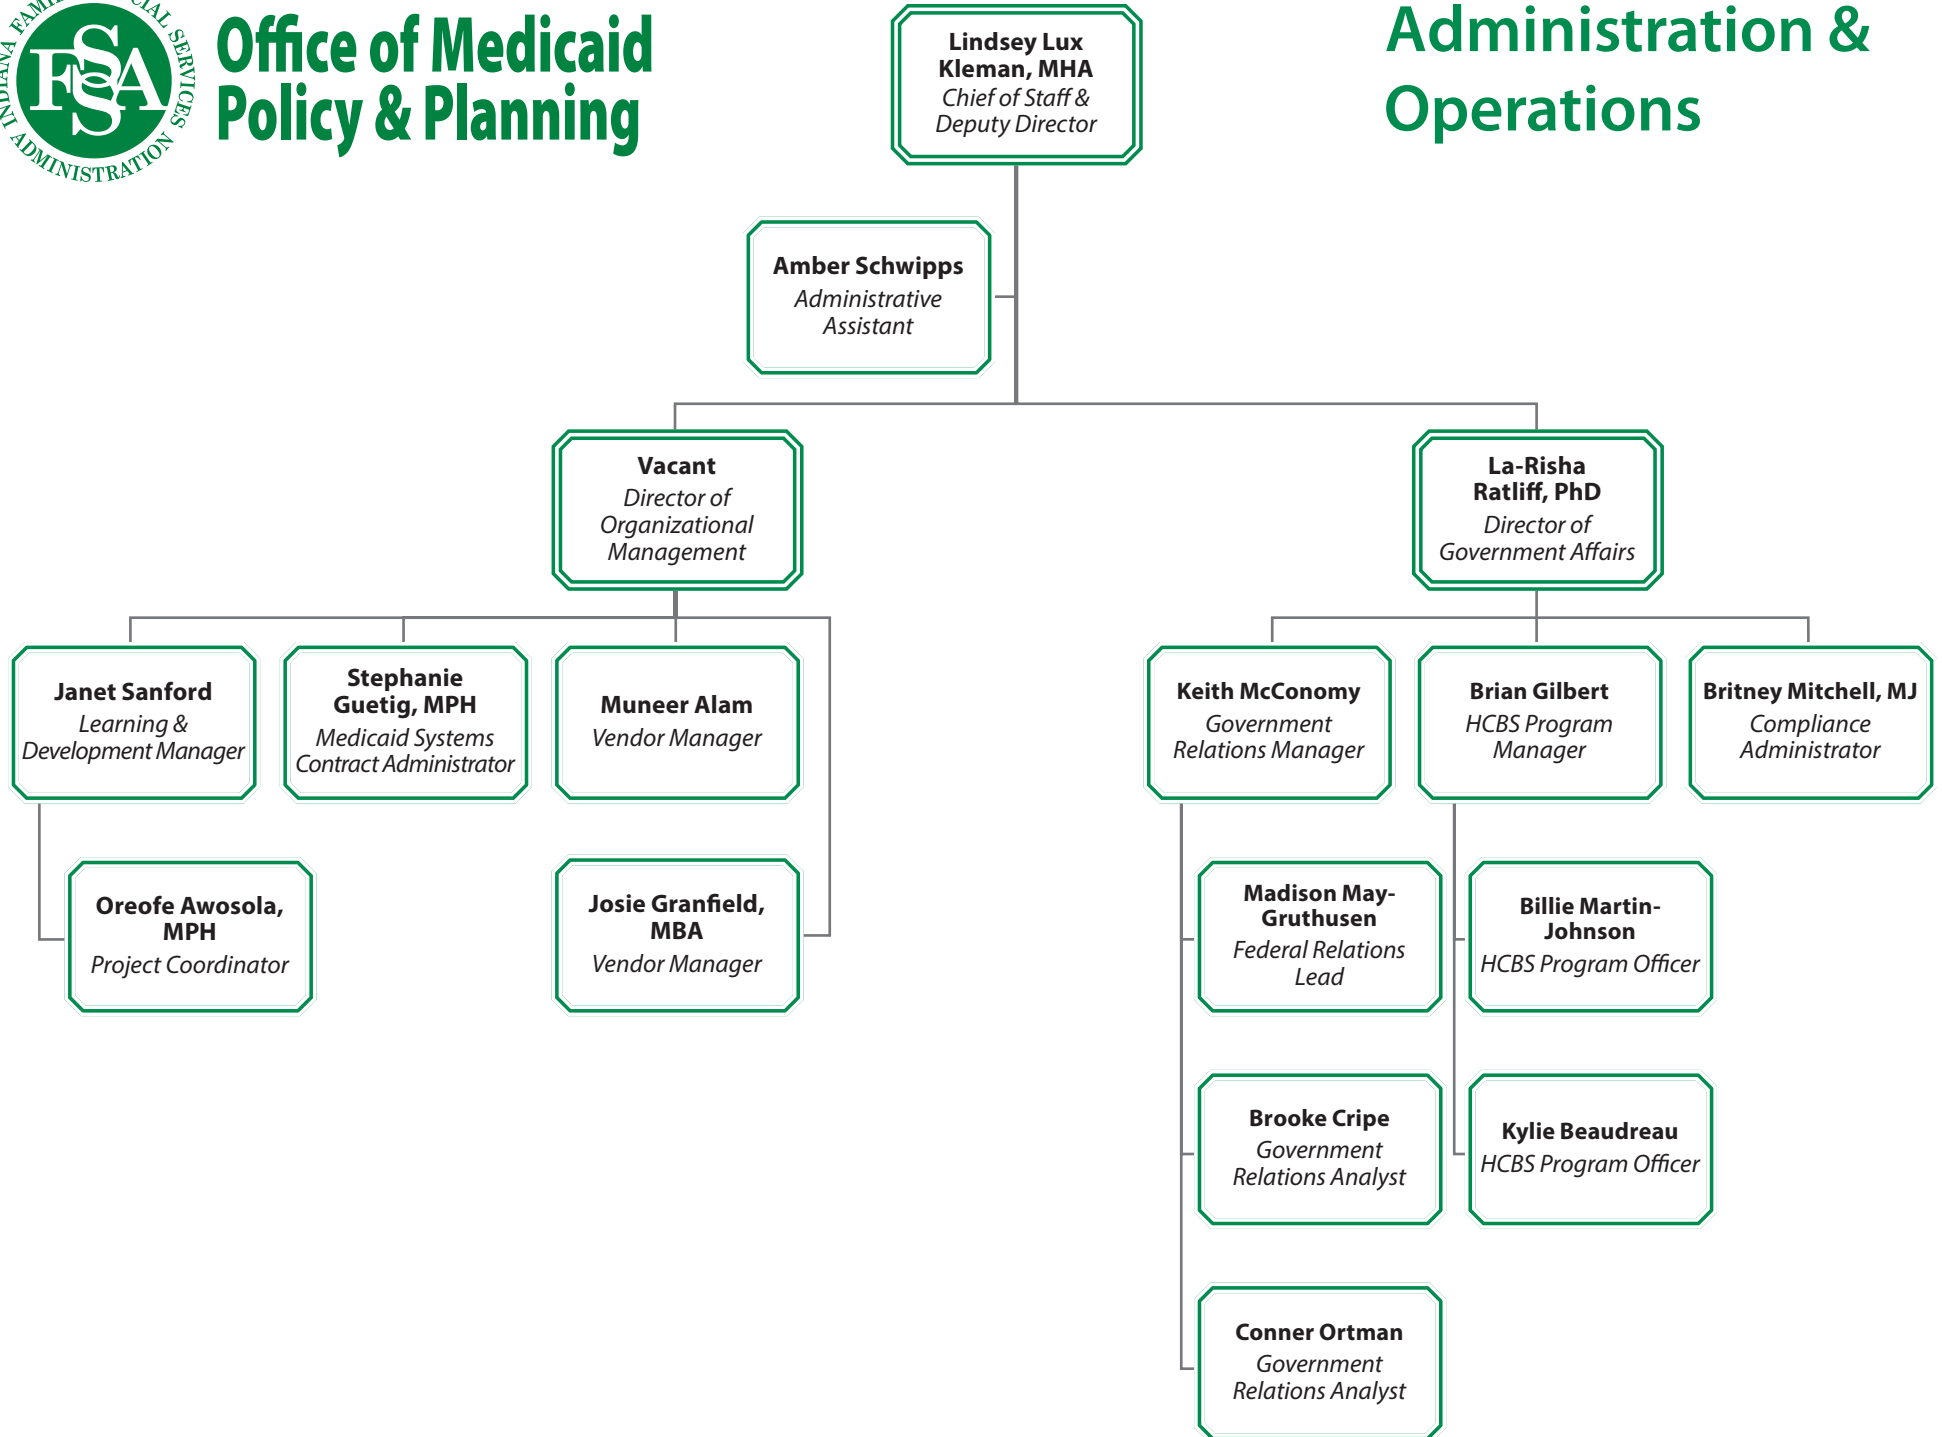 FSSA
ADMINISTRATION
SERVICES
INDIANA
Office of Medicaid
Policy & Planning
Administration &
Operations
Lindsey Lux
Kleman, MHA
Chief of Staff &
Deputy Director
Amber Schwipps
Administrative
Assistant
Vacant
Director of
Organizational
Management
La-Risha
Ratliff, PhD
Director of
Government Affairs
Janet Sanford
Learning &
Development Manager
Stephanie
Guetig, MPH
Medicaid Systems
Contract Administrator
Muneer Alam
Vendor Manager
Keith McConomy
Government
Relations Manager
Brian Gilbert
HCBS Program
Manager
Britney Mitchell, MJ
Compliance
Administrator
Oreofe Awosola,
MPH
Project Coordinator
Josie Granfield,
MBA
Vendor Manager
Madison May-
Gruthusen
Federal Relations
Lead
Billie Martin-
Johnson
HCBS Program Officer
Brooke Cripe
Government
Relations Analyst
Kylie Beaudreau
HCBS Program Officer
Conner Ortman
Government
Relations Analyst